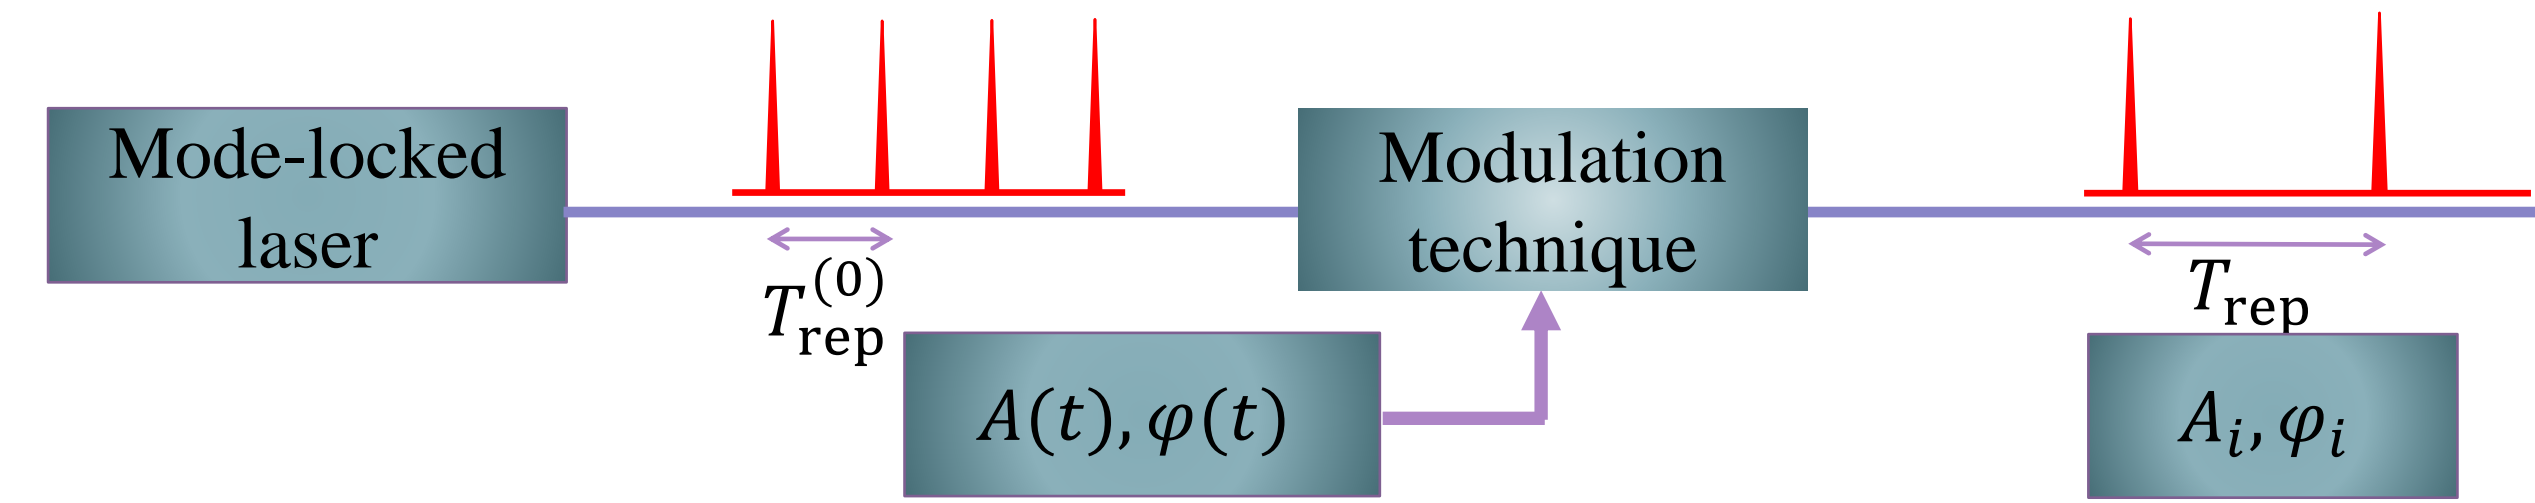 Mode-locked
laser
T_rep^(0)
A(t), φ(t)
Modulation
technique
T_rep
A_i, φ_i